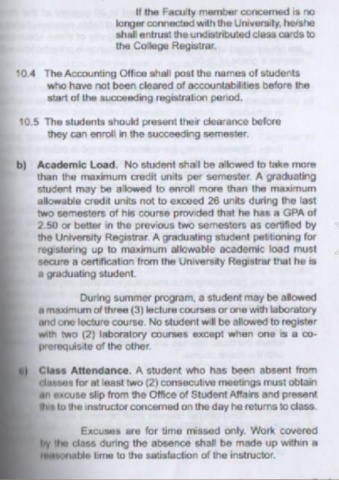 If the Faculty member concerned is no
longer connected with the University, he/she
shall entrust the undistributed class cards to
the College Registrar.
10.4 The Accounting Office shall post the names of students
who have not been cleared of accountabilities before the
start of the succeeding registration period.
10.5 The students should present their clearance before
they can enroll in the succeeding semester.
b) Academic Load. No student shall be allowed to take more
than the maximum credit units per semester. A graduating
student may be allowed to enroll more than the maximum
allowable credit units not to exceed 26 units during the last
two semesters of his course provided that he has a GPA of
2.50 or better in the previous two semesters as certified by
the University Registrar. A graduating student petitioning for
registering up to maximum allowable academic load must
secure a certification from the University Registrar that he is
a graduating student.
During summer program, a student may be allowed
a maximum of three (3) lecture courses or one with laboratory
and one lecture course. No student will be allowed to register
with two (2) laboratory courses except when one is a co-
prerequisite of the other.
c) Class Attendance. A student who has been absent from
classes for at least two (2) consecutive meetings must obtain
an excuse slip from the Office of Student Affairs and present
this to the instructor concerned on the day he returns to class.
Excuses are for time missed only. Work covered
by the class during the absence shall be made up within a
reasonable time to the satisfaction of the instructor.